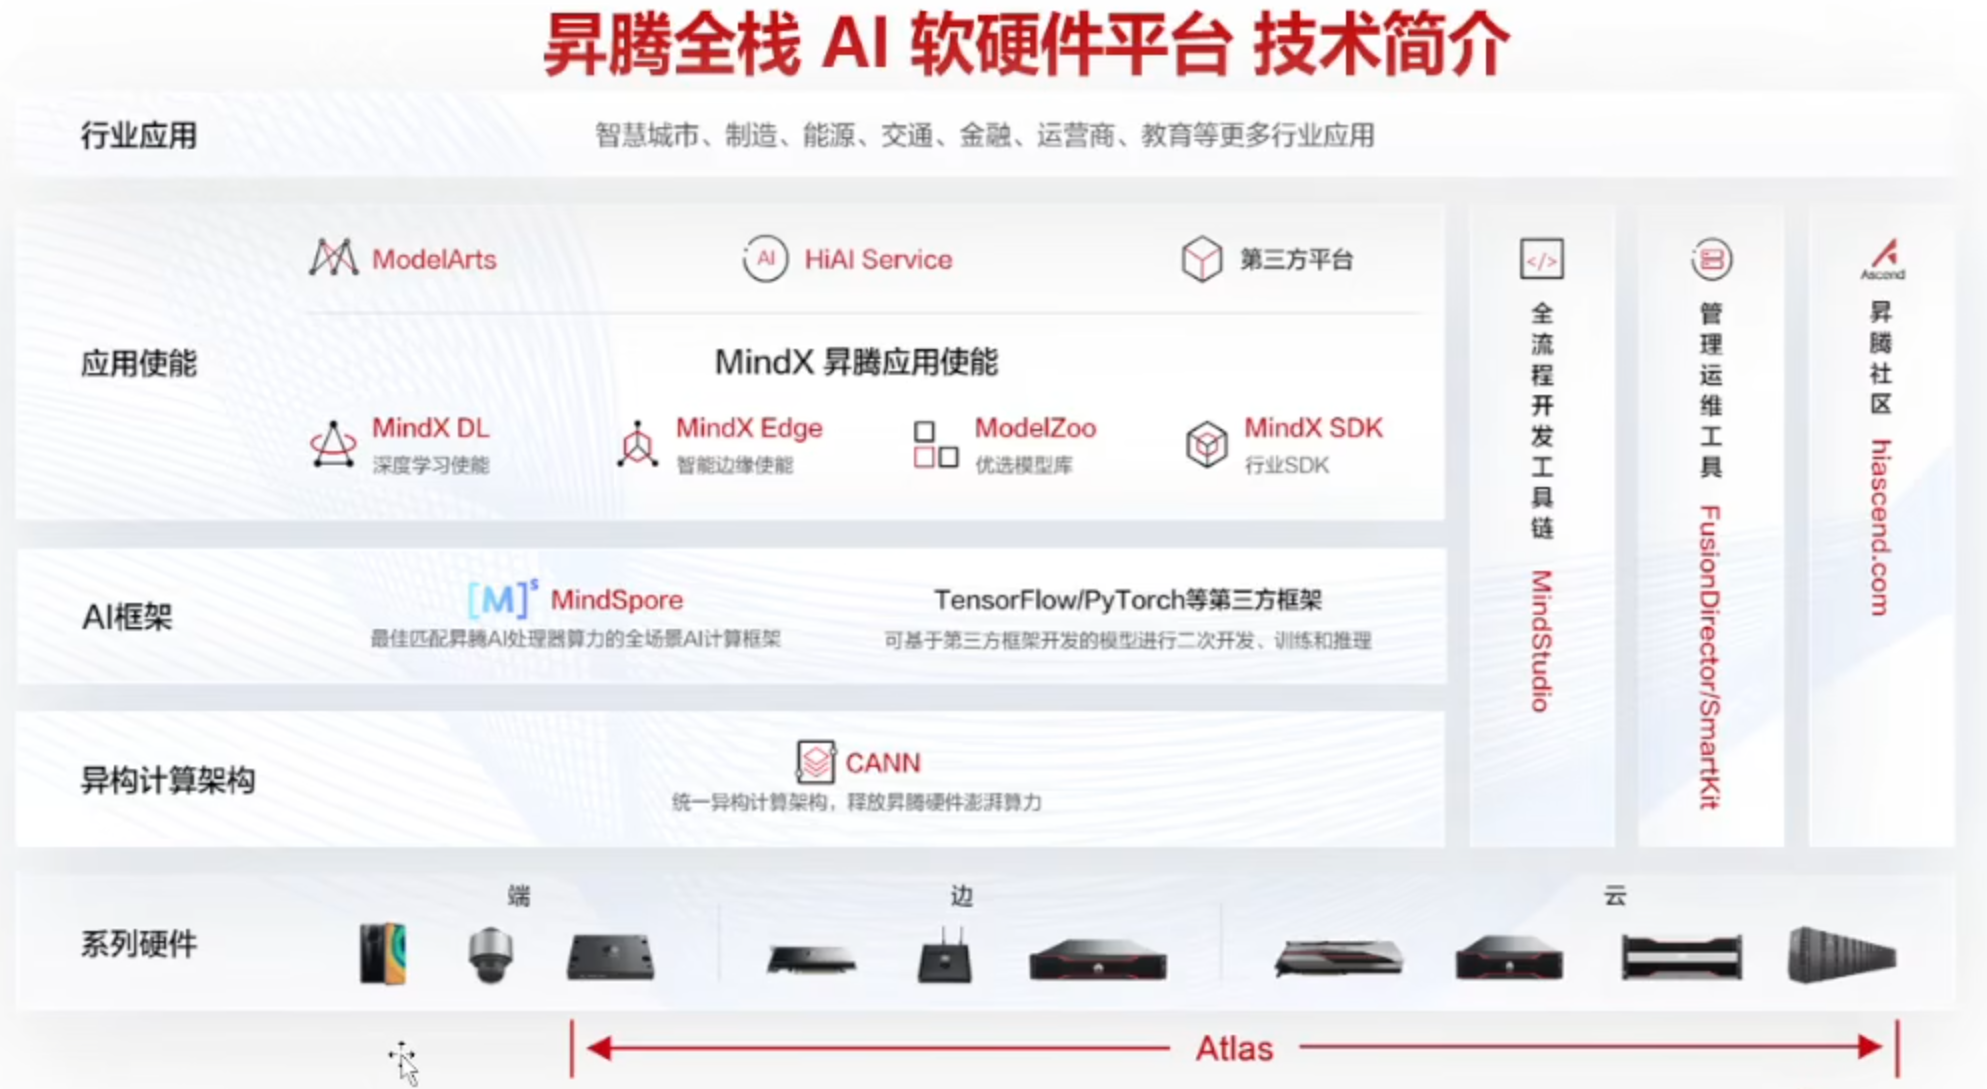 昇腾全栈 AI 软硬件平台 技术简介
行业应用
智慧城市、制造、能源、交通、金融、运营商、教育等更多行业应用
应用使能
ModelArts
AI
HiAI Service
第三方平台
MindX 昇腾应用使能
MindX DL
深度学习使能
MindX Edge
智能边缘使能
ModelZoo
优选模型库
MindX SDK
行业SDK
AI框架
[M]s MindSpore
最佳匹配昇腾AI处理器算力的全场景AI计算框架
TensorFlow/PyTorch等第三方框架
可基于第三方框架开发的模型进行二次开发、训练和推理
异构计算架构
CANN
统一异构计算架构，释放昇腾硬件澎湃算力
</>
全流程开发工具链 MindStudio
管理运维工具 FusionDirector/SmartKit
Ascend
昇腾社区 hiascend.com
系列硬件
端
边
云
Atlas